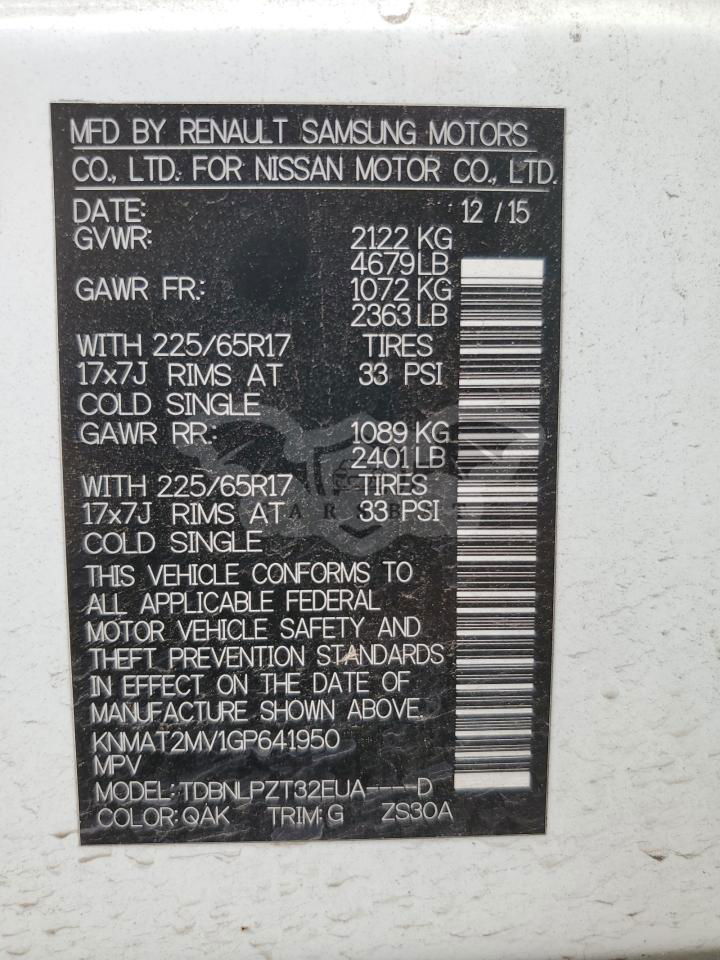 MFD BY RENAULT SAMSUNG MOTORS
CO., LTD. FOR NISSAN MOTOR CO., LTD.
DATE: 12 / 15
GVWR: 2122 KG
4679 LB
GAWR FR.: 1072 KG
2363 LB
WITH 225/65R17 TIRES
17x7J RIMS AT 33 PSI
COLD SINGLE
GAWR RR.: 1089 KG
2401 LB
WITH 225/65R17 TIRES
17x7J RIMS AT 33 PSI
COLD SINGLE
THIS VEHICLE CONFORMS TO
ALL APPLICABLE FEDERAL
MOTOR VEHICLE SAFETY AND
THEFT PREVENTION STANDARDS
IN EFFECT ON THE DATE OF
MANUFACTURE SHOWN ABOVE.
KNMAT2MV1GP641950
MPV
MODEL: TDBNLPZT32EUA----D
COLOR: QAK TRIM: G ZS30A